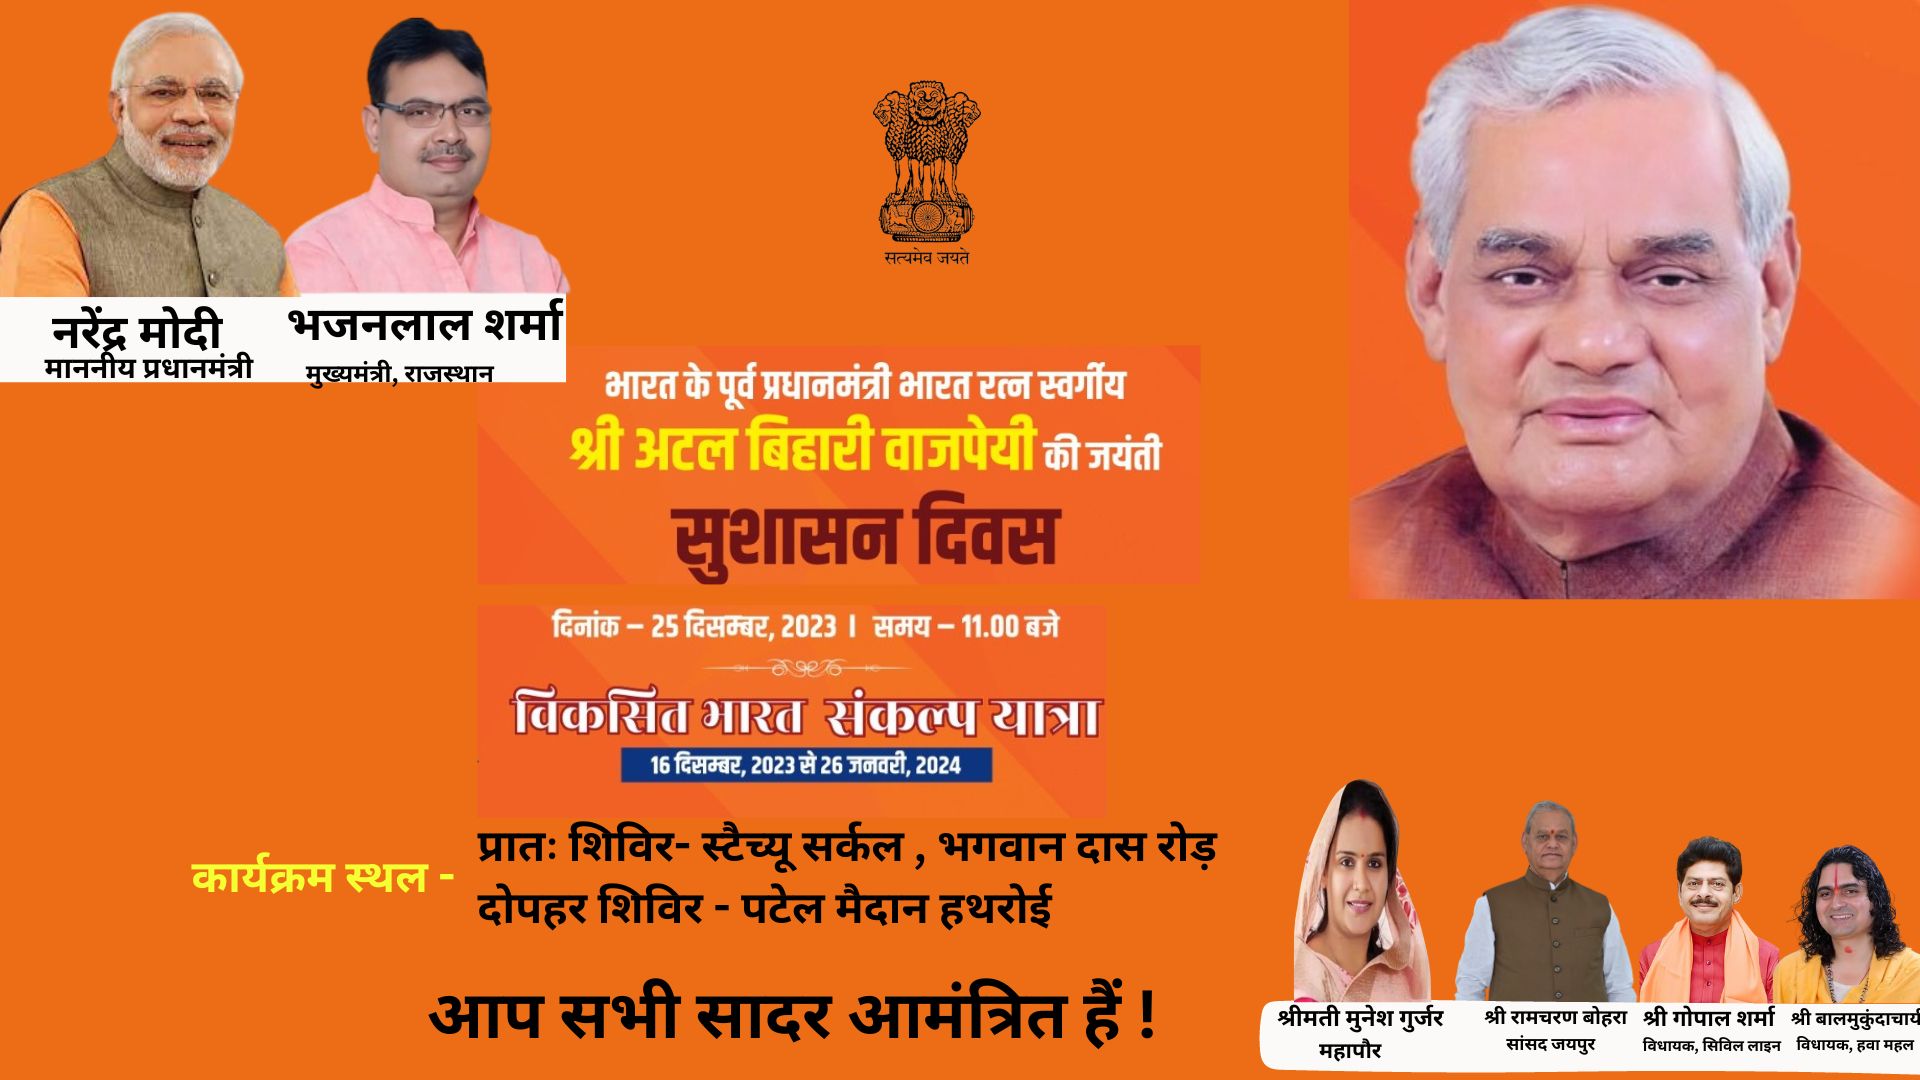 सत्यमेव जयते
नरेंद्र मोदी
माननीय प्रधानमंत्री
भजनलाल शर्मा
मुख्यमंत्री, राजस्थान
भारत के पूर्व प्रधानमंत्री भारत रत्न स्वर्गीय
श्री अटल बिहारी वाजपेयी की जयंती
सुशासन दिवस
दिनांक – 25 दिसम्बर, 2023 । समय – 11.00 बजे
विकसित भारत संकल्प यात्रा
16 दिसम्बर, 2023 से 26 जनवरी, 2024
कार्यक्रम स्थल -
प्रातः शिविर- स्टैच्यू सर्कल , भगवान दास रोड़
दोपहर शिविर - पटेल मैदान हथरोई
आप सभी सादर आमंत्रित हैं !
श्रीमती मुनेश गुर्जर
महापौर
श्री रामचरण बोहरा
सांसद जयपुर
श्री गोपाल शर्मा
विधायक, सिविल लाइन
श्री बालमुकुंदाचार्य
विधायक, हवा महल